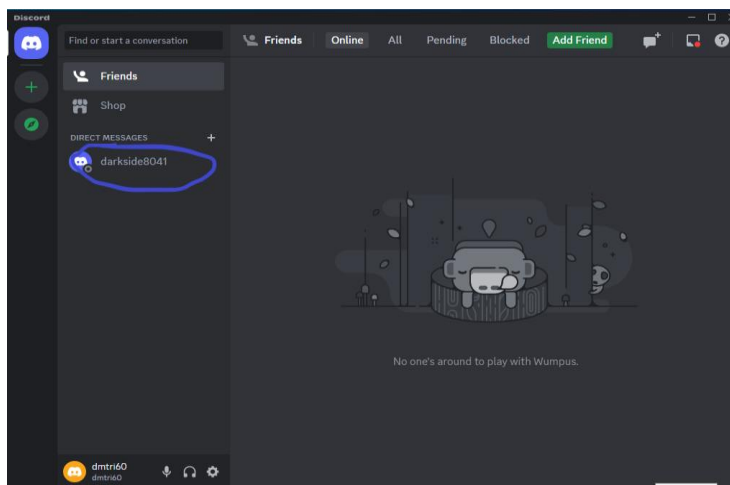 Discord
Find or start a conversation
Friends
Online
All
Pending
Blocked
Add Friend
Friends
Shop
DIRECT MESSAGES
darkside8041
No one's around to play with Wumpus.
dmtri60
dmtri60